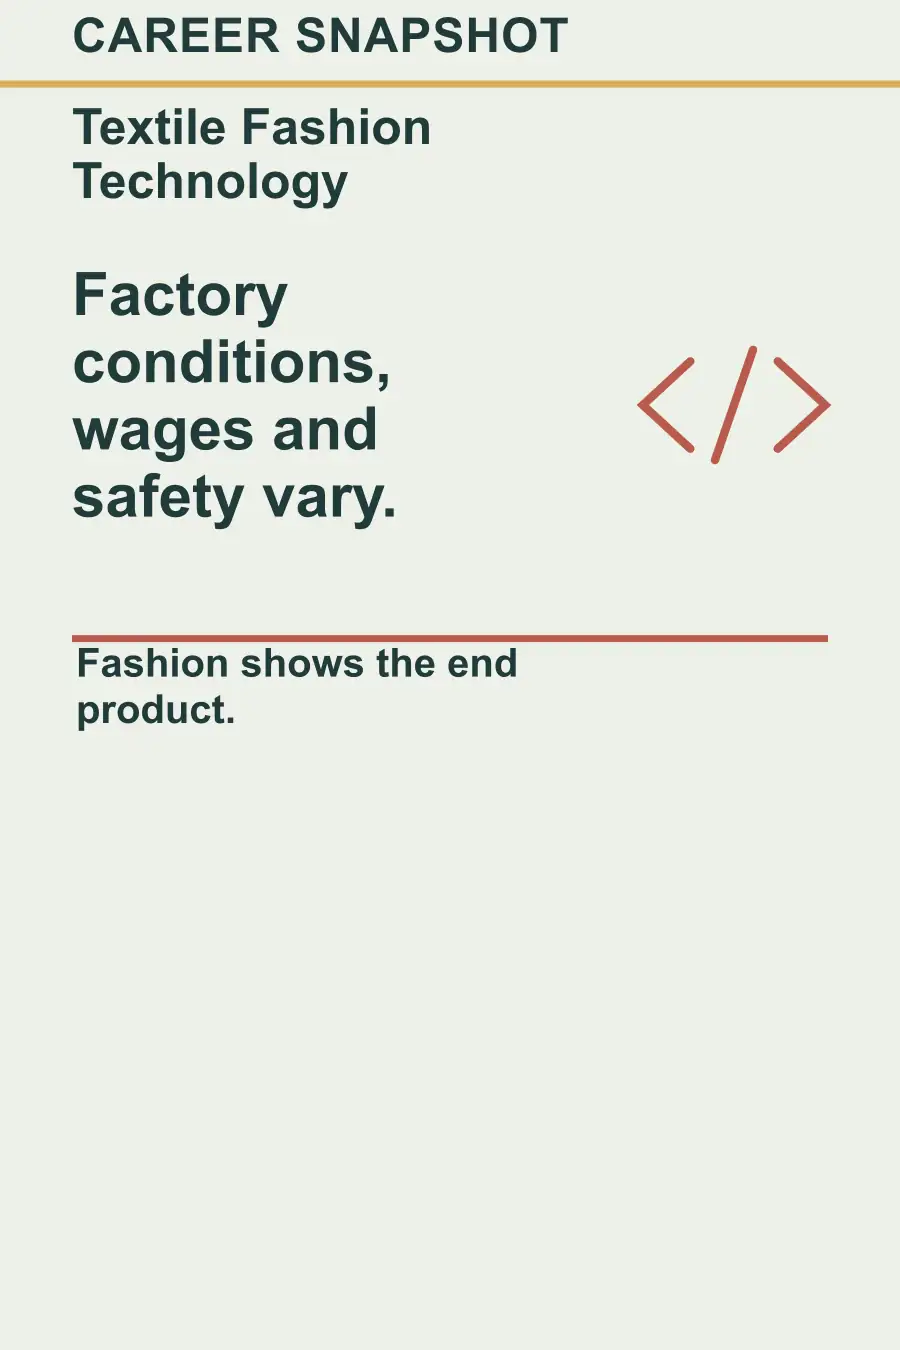 CAREER SNAPSHOT
Textile Fashion
Technology
Factory
conditions,
wages and
safety vary.
Fashion shows the end
product.